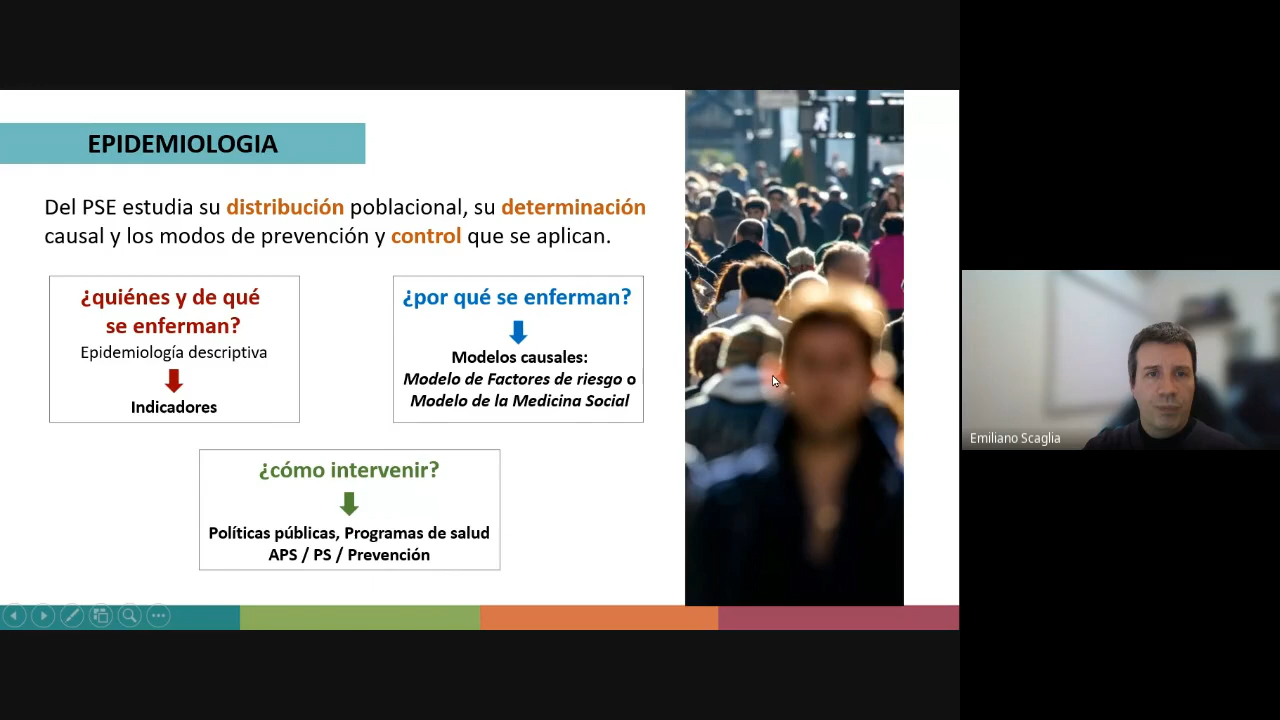 EPIDEMIOLOGIA
Del PSE estudia su distribución poblacional, su determinación
causal y los modos de prevención y control que se aplican.
¿quiénes y de qué
se enferman?
Epidemiología descriptiva
Indicadores
¿por qué se enferman?
Modelos causales:
Modelo de Factores de riesgo o
Modelo de la Medicina Social
¿cómo intervenir?
Políticas públicas, Programas de salud
APS / PS / Prevención
Emiliano Scaglia